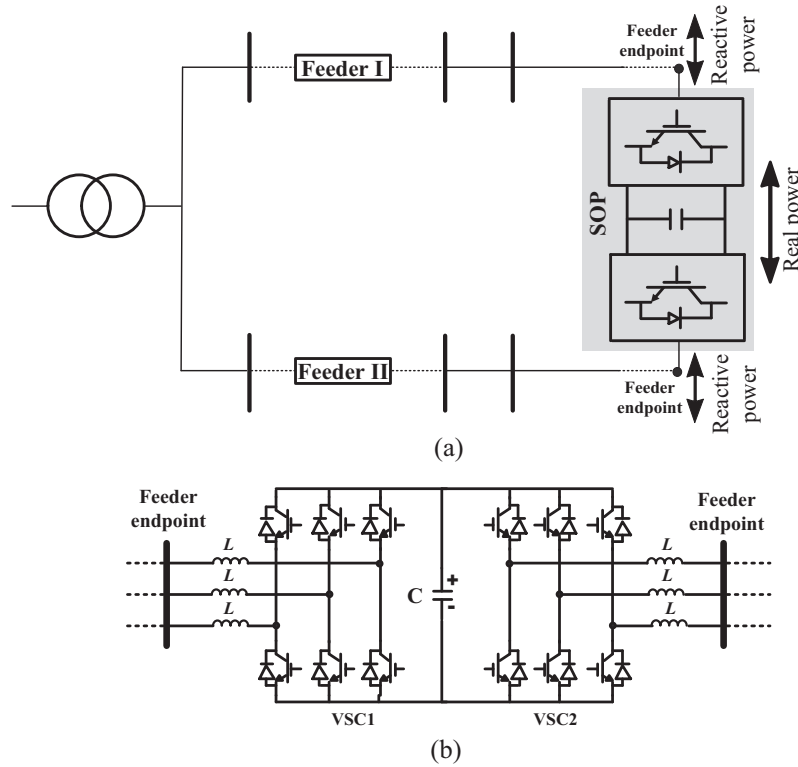 Feeder
endpoint
Reactive
power
Feeder I
SOP
Real power
Feeder II
Feeder
endpoint
Reactive
power
(a)
Feeder
endpoint
Feeder
endpoint
L
L
L
C
+
-
L
L
L
VSC1
VSC2
(b)